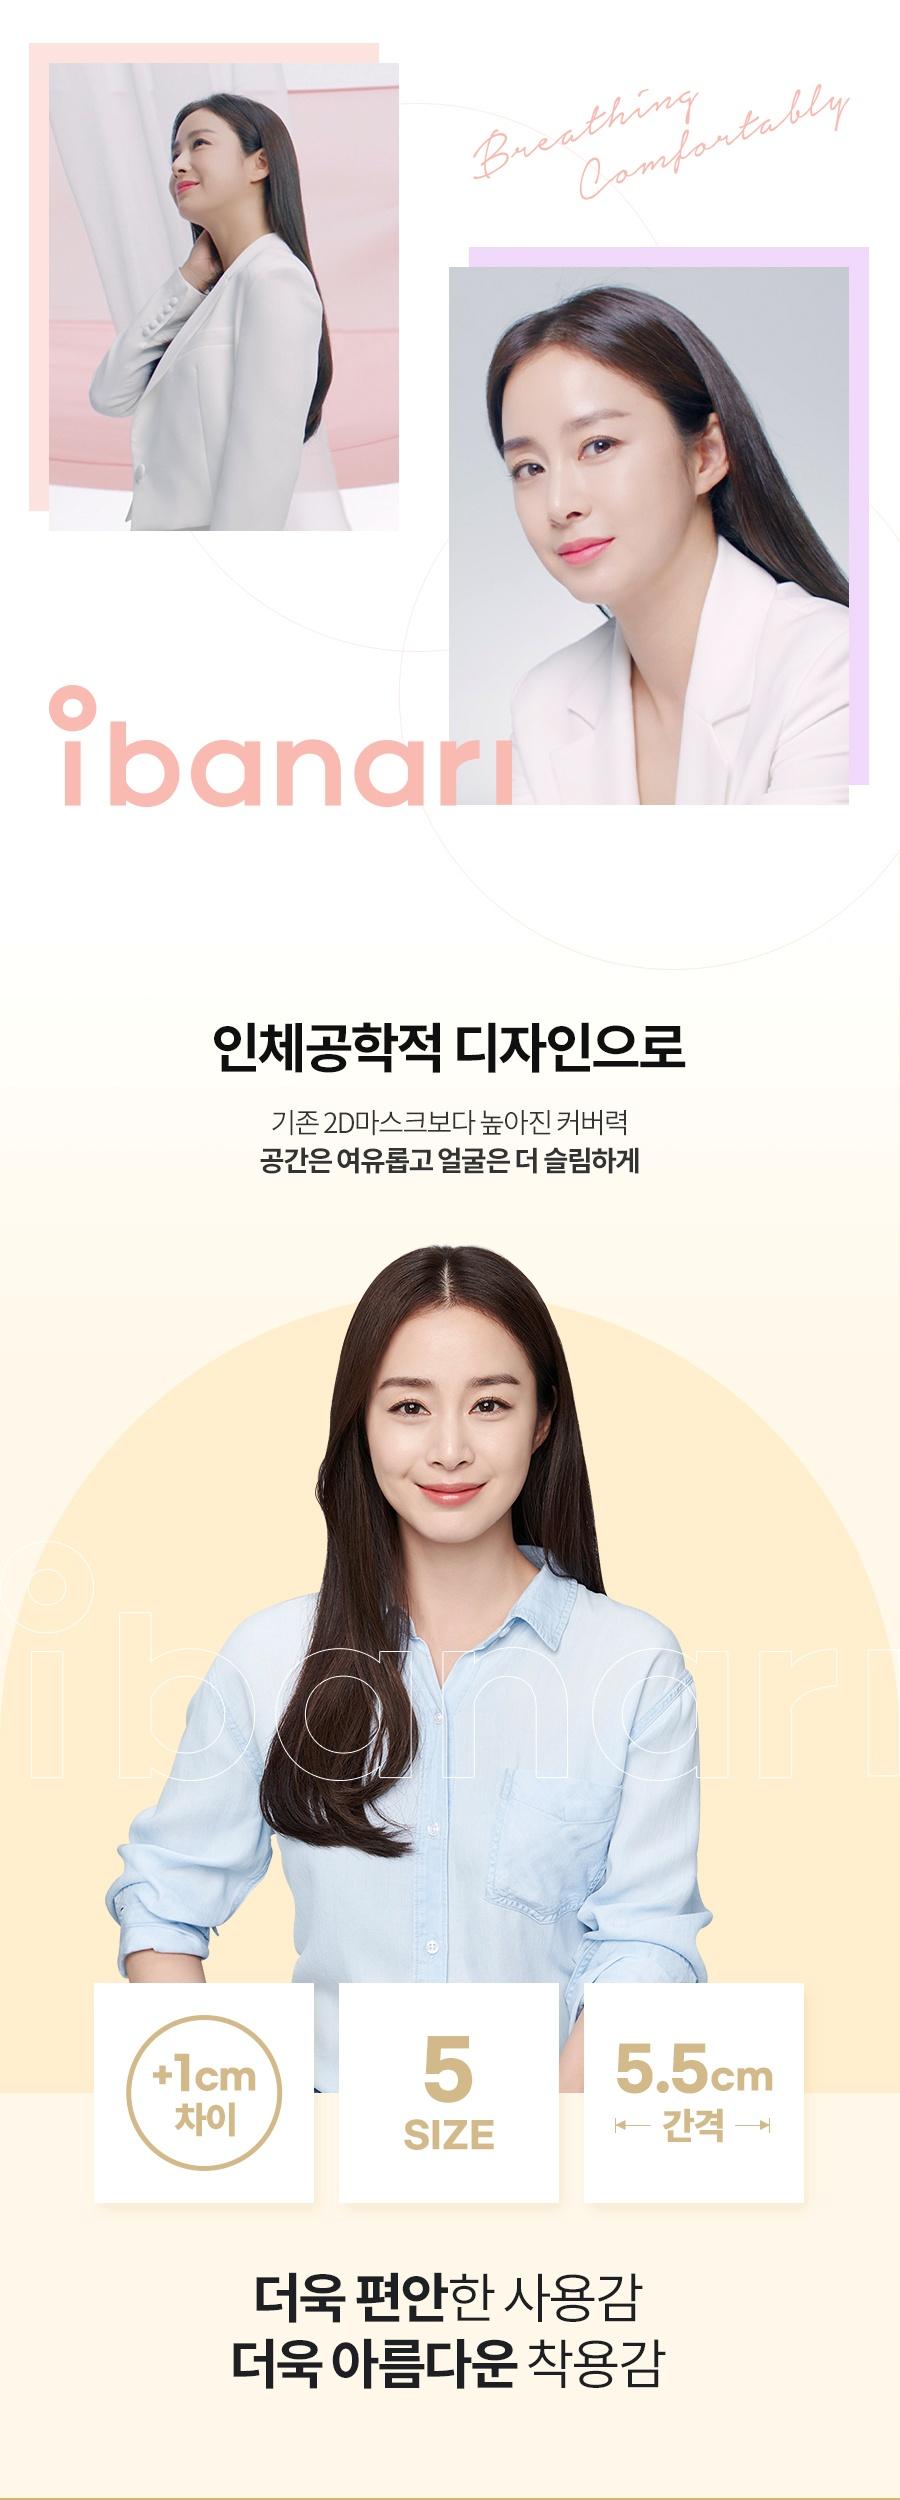 Breathing
Comfortably
ibanari
인체공학적 디자인으로
기존 2D마스크보다 높아진 커버력
공간은 여유롭고 얼굴은 더 슬림하게
ibanari
+1cm
차이
5
SIZE
5.5cm
간격
더욱 편안한 사용감
더욱 아름다운 착용감